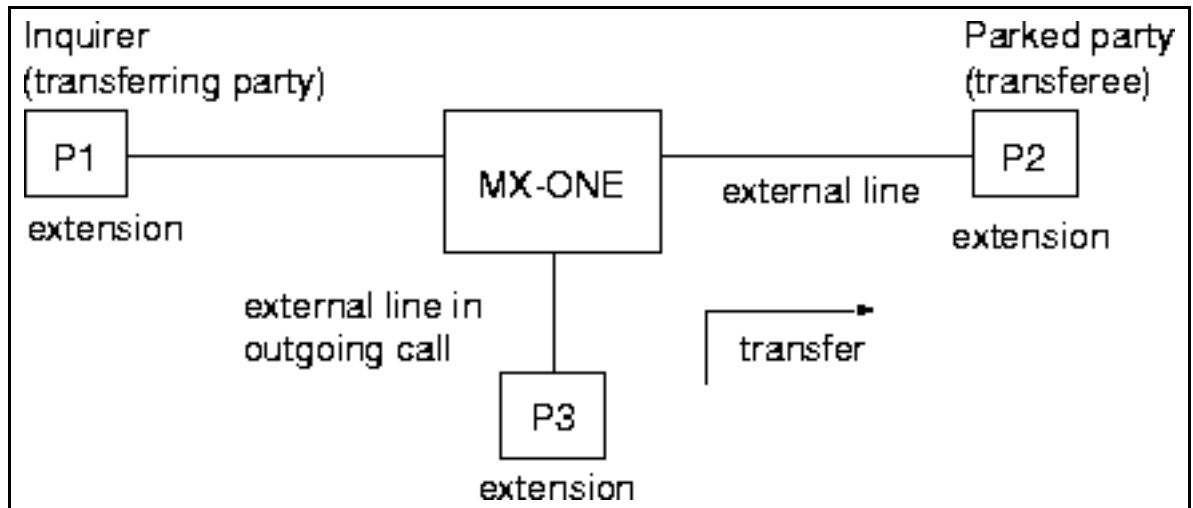 Inquirer
(transferring party)
P1
extension
MX-ONE
external line
Parked party
(transferee)
P2
extension
external line in
outgoing call
P3
extension
transfer